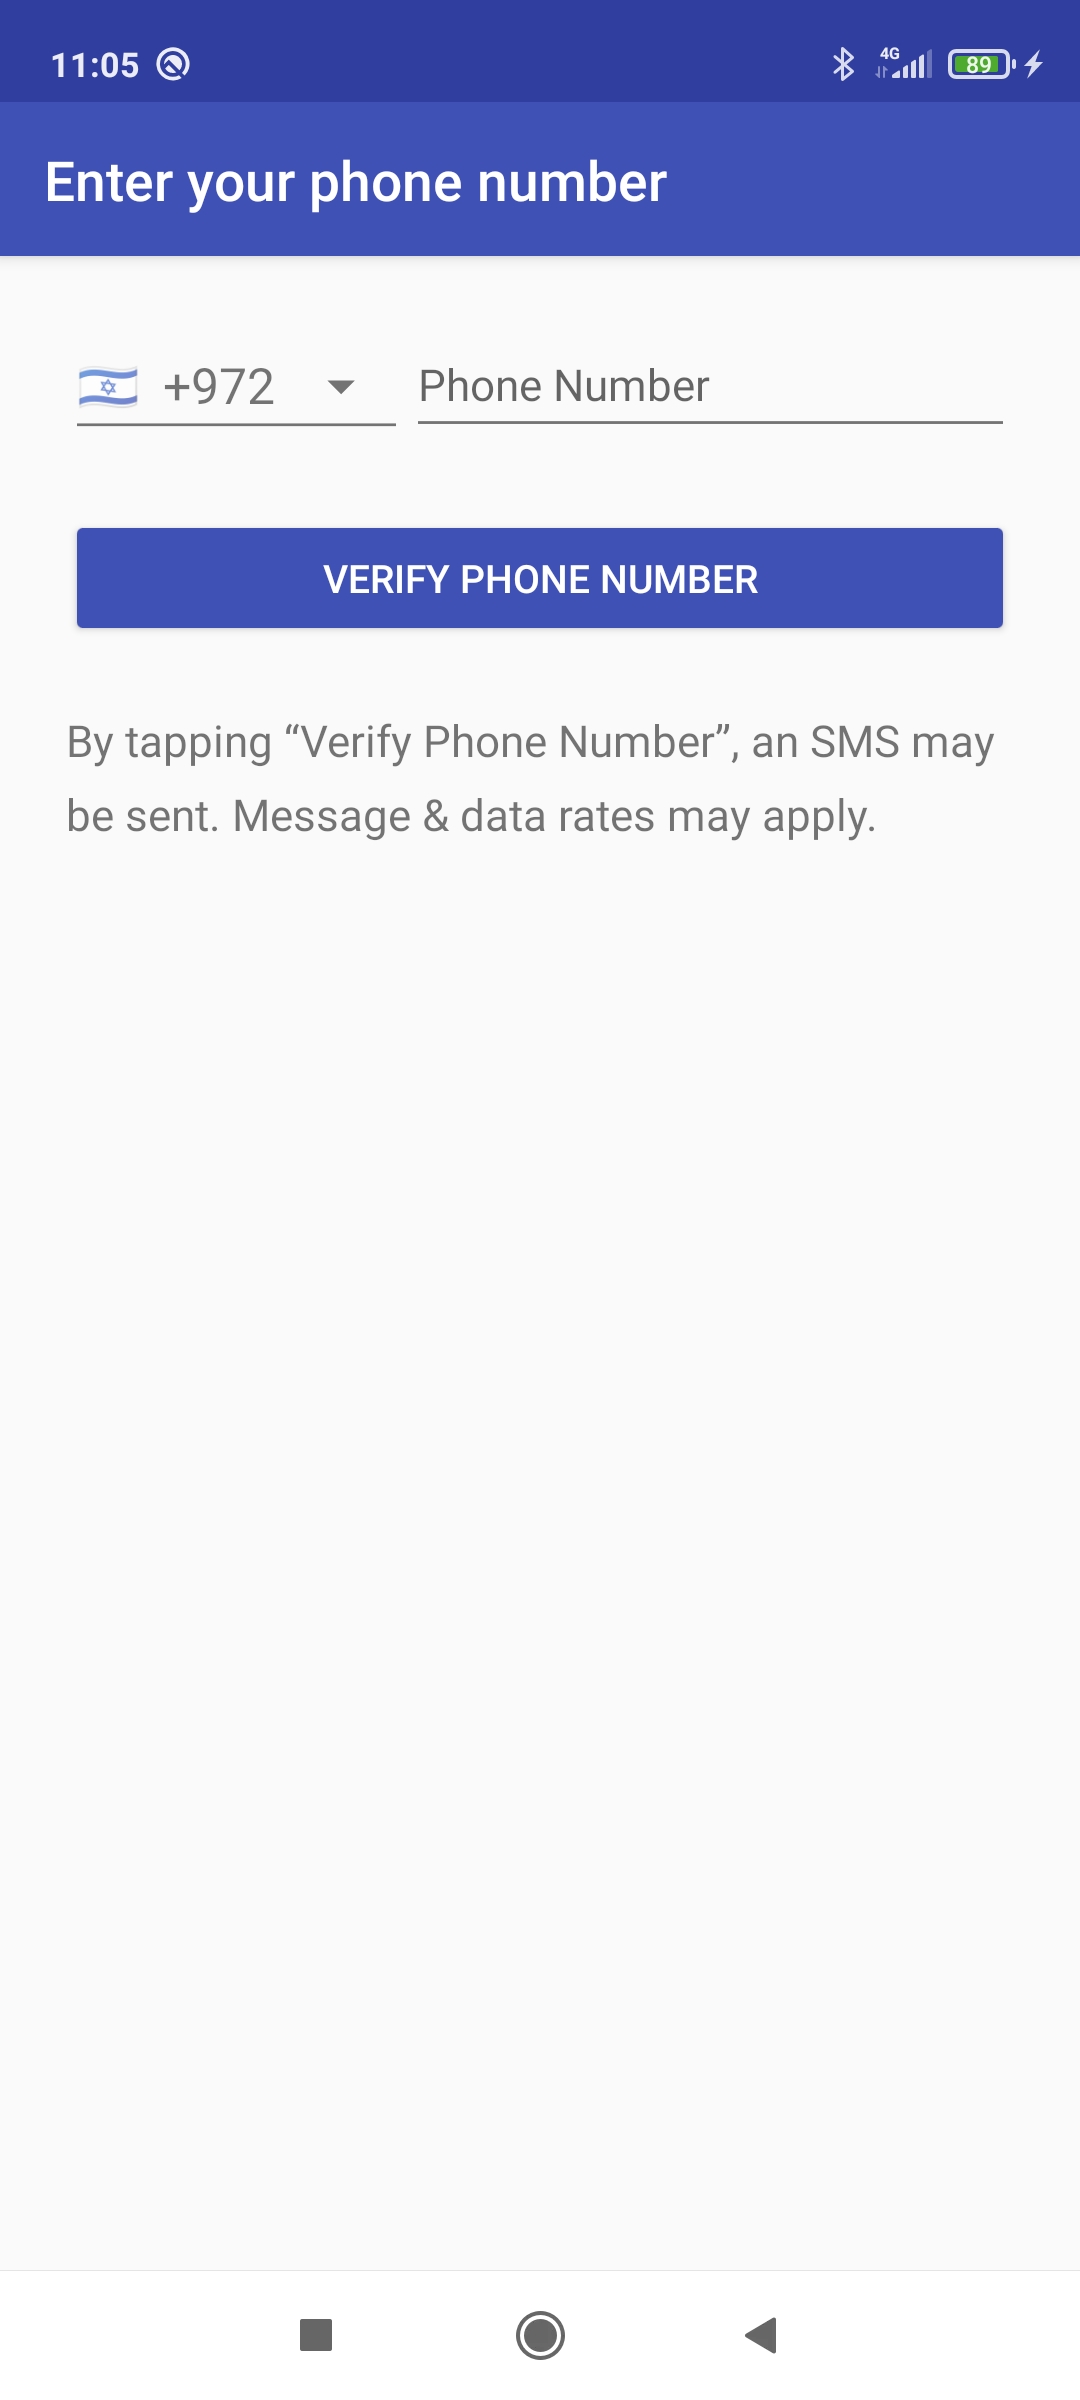 11:05
4G
89
Enter your phone number
+972
Phone Number
VERIFY PHONE NUMBER
By tapping “Verify Phone Number”, an SMS may
be sent. Message & data rates may apply.